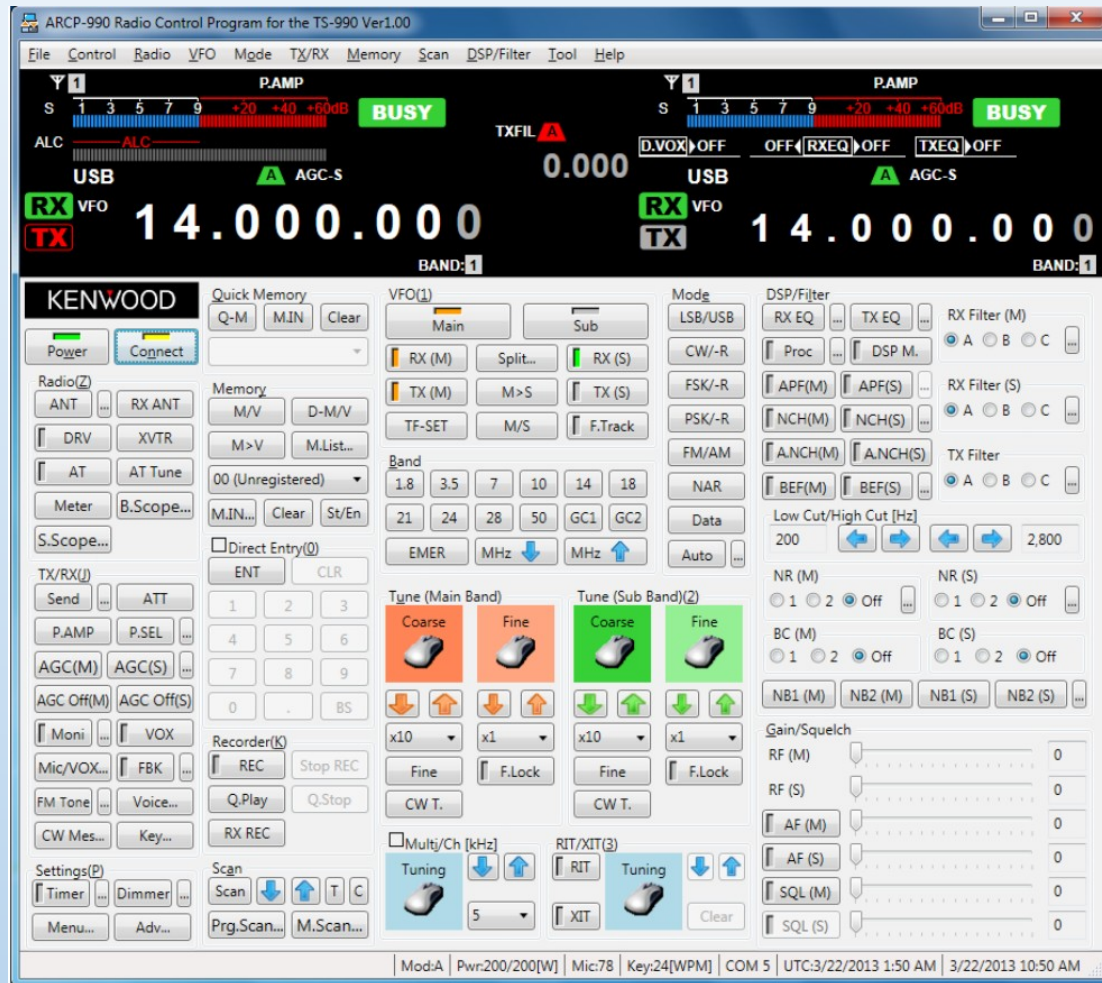 ARCP-990 Radio Control Program for the TS-990 Ver1.00
File Control Radio VFO Mode TX/RX Memory Scan DSP/Filter Tool Help
1 P.AMP 1 P.AMP
S 1 3 5 7 9 +20 +40 +60dB BUSY S 1 3 5 7 9 +20 +40 +60dB BUSY
TXFIL A
ALC ALC D.VOX OFF OFF RXEQ OFF TXEQ OFF
0.000
USB A AGC-S USB A AGC-S
RX VFO RX VFO
TX 14.000.000 TX 14.000.000
BAND:1 BAND:1
KENWOOD
Power Connect
Radio(Z)
ANT ... RX ANT
DRV XVTR
AT AT Tune
Meter B.Scope...
S.Scope...
TX/RX(J)
Send ... ATT
P.AMP P.SEL ...
AGC(M) AGC(S) ...
AGC Off(M) AGC Off(S)
Moni ... VOX
Mic/VOX... FBK ...
FM Tone ... Voice...
CW Mes... Key...
Settings(P)
Timer ... Dimmer ...
Menu... Adv...
Quick Memory
Q-M M.IN Clear
Memory
M/V D-M/V
M>V M.List...
00 (Unregistered)
M.IN... Clear St/En
Direct Entry(0)
ENT CLR
1 2 3
4 5 6
7 8 9
0 . BS
Recorder(K)
REC Stop REC
Q.Play Q.Stop
RX REC
Scan
Scan T C
Prg.Scan... M.Scan...
VFO(1)
Main Sub
RX (M) Split... RX (S)
TX (M) M>S TX (S)
TF-SET M/S F.Track
Band
1.8 3.5 7 10 14 18
21 24 28 50 GC1 GC2
EMER MHz MHz
Tune (Main Band) Tune (Sub Band)(2)
Coarse Fine Coarse Fine
x10 x1 x10 x1
Fine F.Lock Fine F.Lock
CW T. CW T.
Multi/Ch [kHz] RIT/XIT(3)
Tuning RIT Tuning
5 XIT Clear
Mode
LSB/USB
CW/-R
FSK/-R
PSK/-R
FM/AM
NAR
Data
Auto ...
DSP/Filter
RX EQ ... TX EQ ... RX Filter (M)
Proc ... DSP M. A B C ...
APF(M) APF(S) ... RX Filter (S)
NCH(M) NCH(S) ... A B C ...
A.NCH(M) A.NCH(S) TX Filter
BEF(M) BEF(S) ... A B C ...
Low Cut/High Cut [Hz]
200 2,800
NR (M) NR (S)
1 2 Off ... 1 2 Off ...
BC (M) BC (S)
1 2 Off 1 2 Off
NB1 (M) NB2 (M) NB1 (S) NB2 (S) ...
Gain/Squelch
RF (M) 0
RF (S) 0
AF (M) 0
AF (S) 0
SQL (M) 0
SQL (S) 0
Mod:A Pwr:200/200[W] Mic:78 Key:24[WPM] COM 5 UTC:3/22/2013 1:50 AM 3/22/2013 10:50 AM